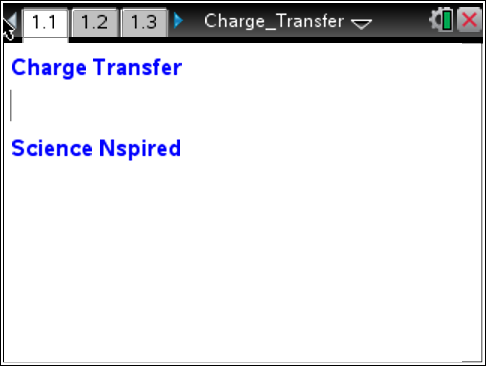 1.1 1.2 1.3 Charge_Transfer
Charge Transfer
Science Nspired